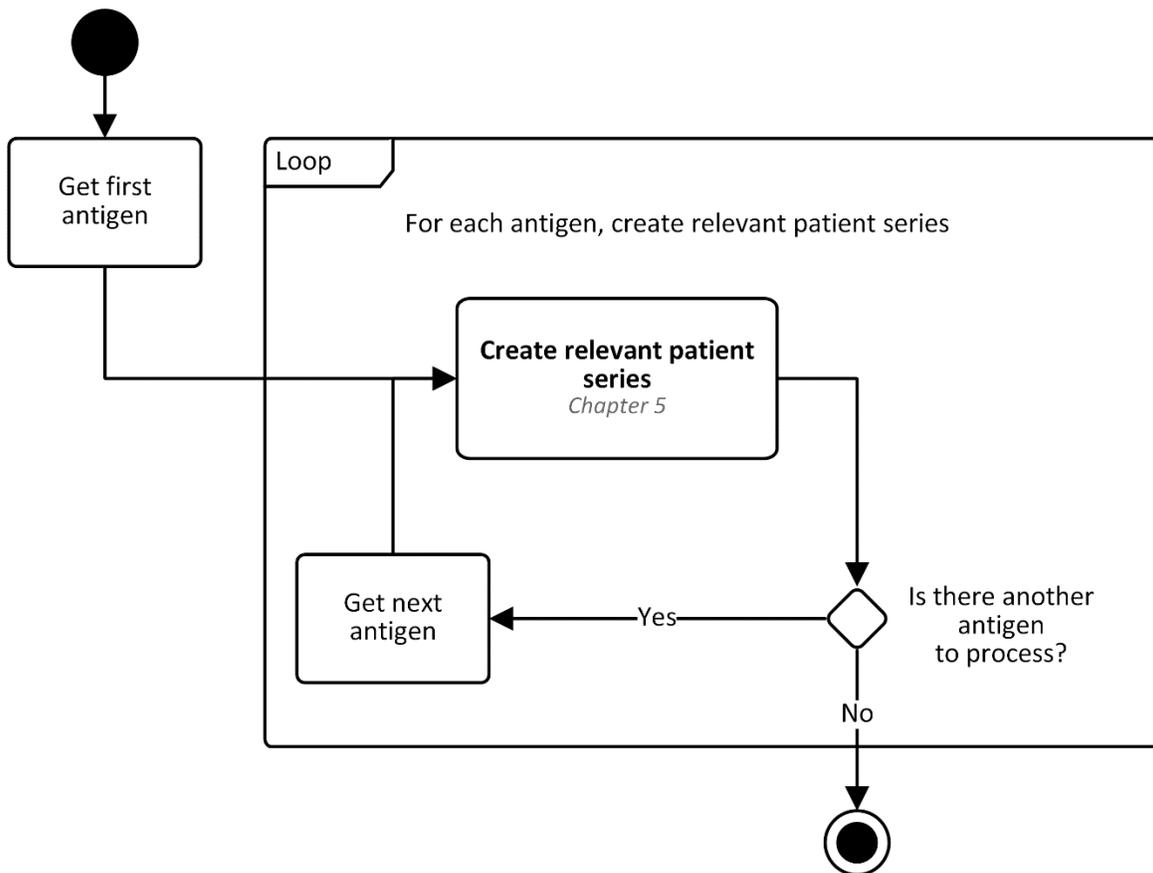 Get first
antigen
Loop
For each antigen, create relevant patient series
Create relevant patient
series
Chapter 5
Get next
antigen
Yes
Is there another
antigen
to process?
No